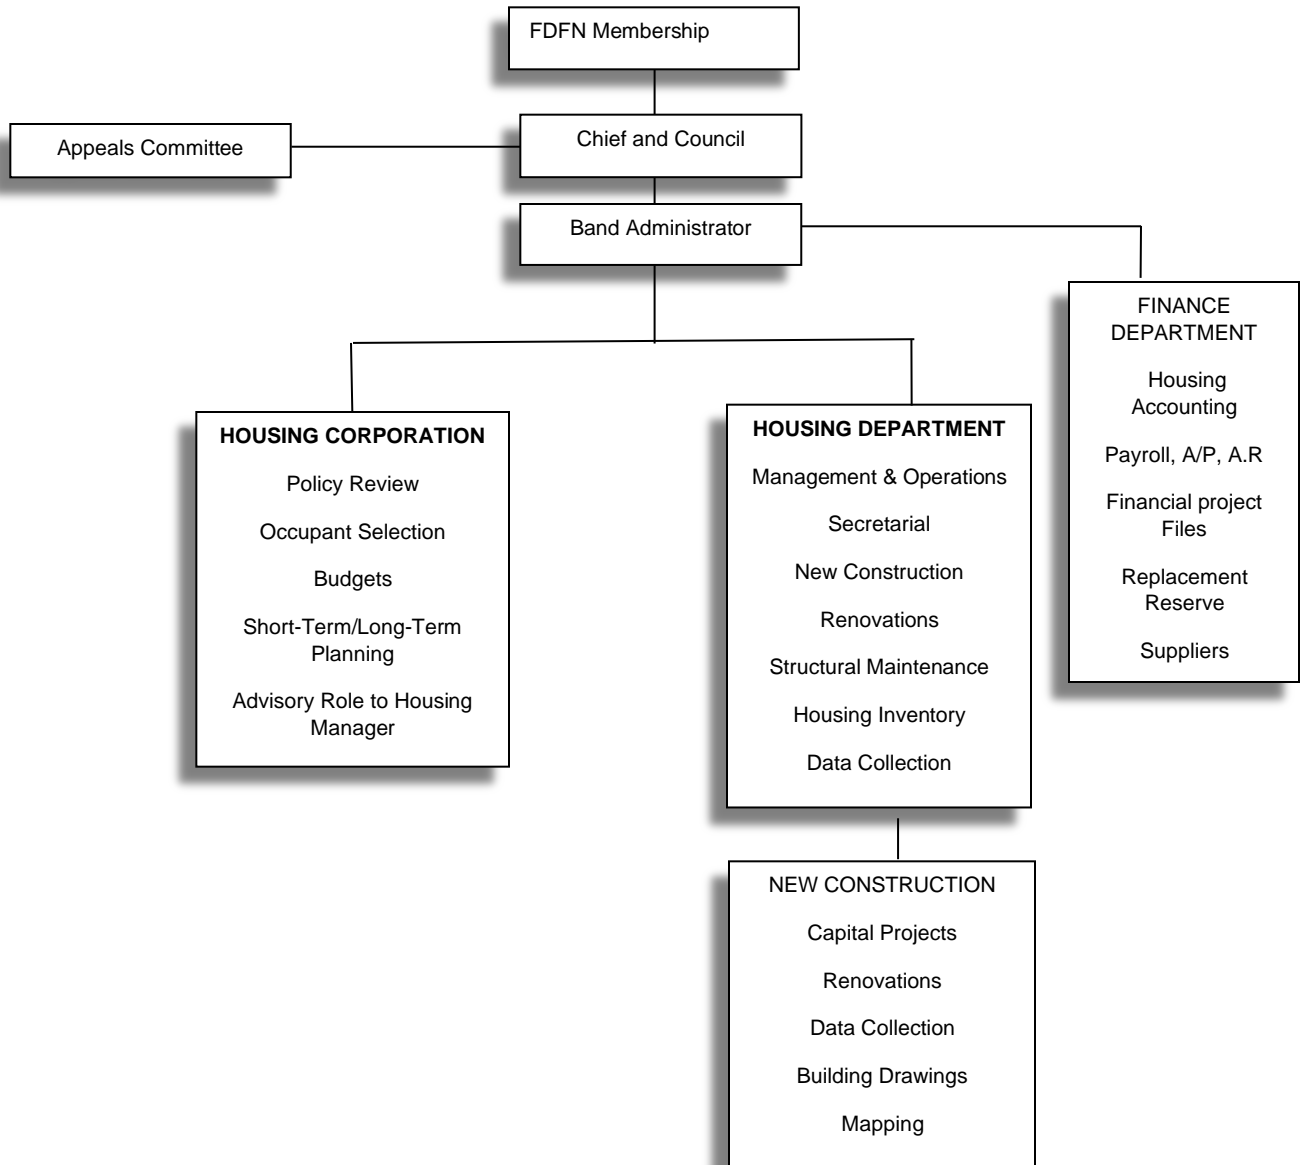 FDFN Membership
Appeals Committee
Chief and Council
Band Administrator
HOUSING CORPORATION
Policy Review
Occupant Selection
Budgets
Short-Term/Long-Term
Planning
Advisory Role to Housing
Manager
HOUSING DEPARTMENT
Management & Operations
Secretarial
New Construction
Renovations
Structural Maintenance
Housing Inventory
Data Collection
FINANCE
DEPARTMENT
Housing
Accounting
Payroll, A/P, A.R
Financial project
Files
Replacement
Reserve
Suppliers
NEW CONSTRUCTION
Capital Projects
Renovations
Data Collection
Building Drawings
Mapping